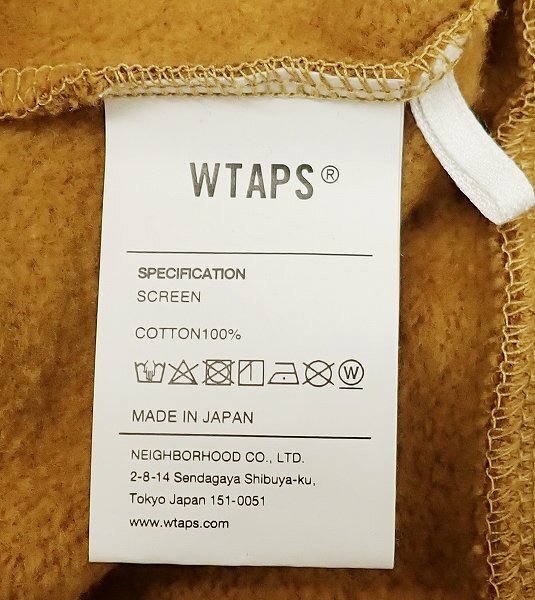 WTAPS®
SPECIFICATION
SCREEN
COTTON100%
W
MADE IN JAPAN
NEIGHBORHOOD CO., LTD.
2-8-14 Sendagaya Shibuya-ku,
Tokyo Japan 151-0051
www.wtaps.com